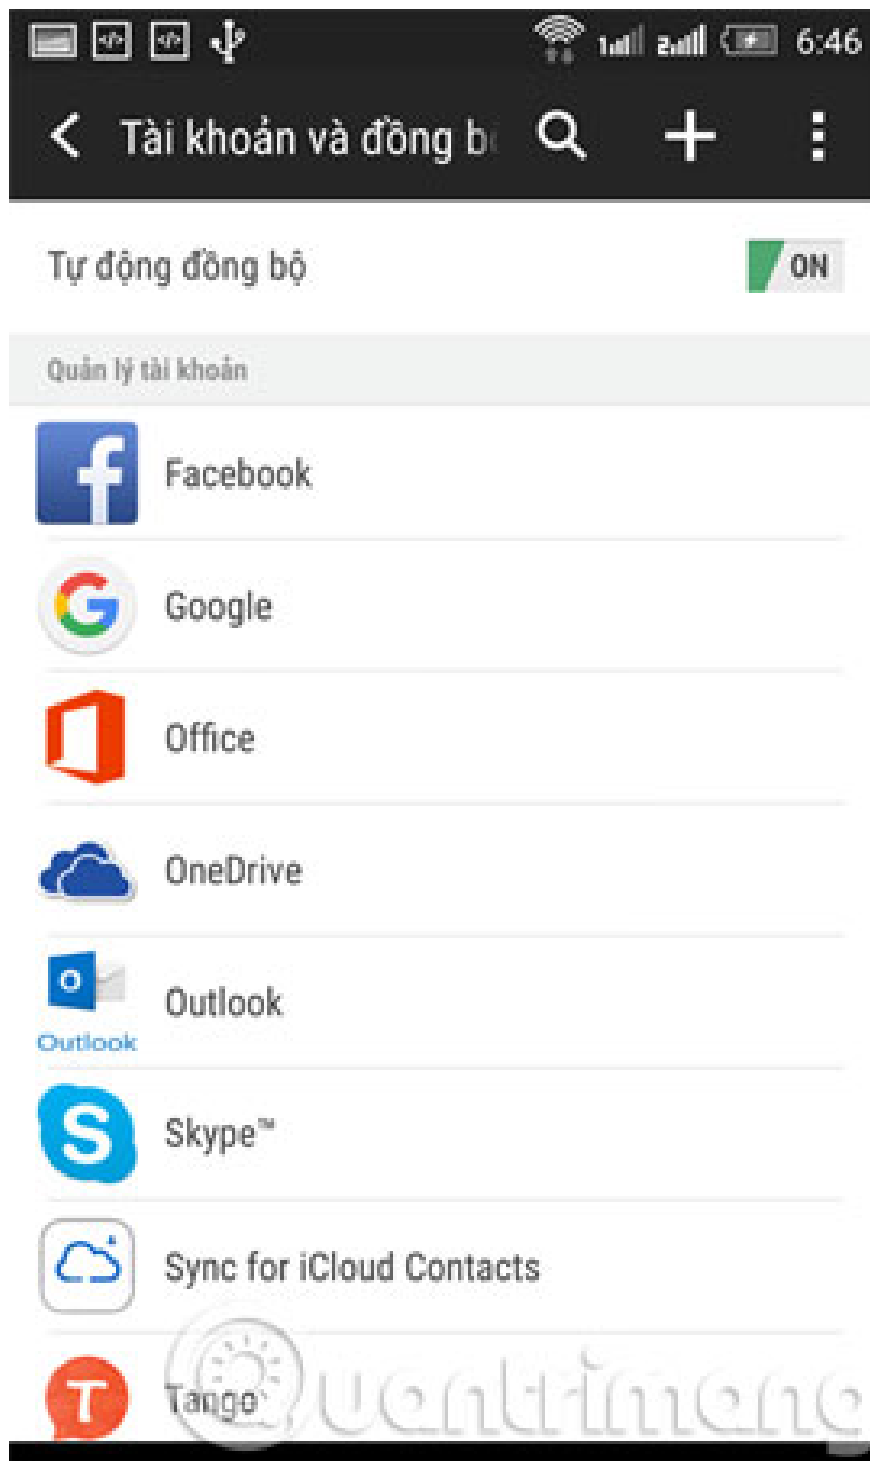 6:46
Tài khoản và đồng b
Tự động đồng bộ
ON
Quản lý tài khoản
Facebook
Google
Office
OneDrive
Outlook
Outlook
Skype™
Sync for iCloud Contacts
Tango
Quantrimang